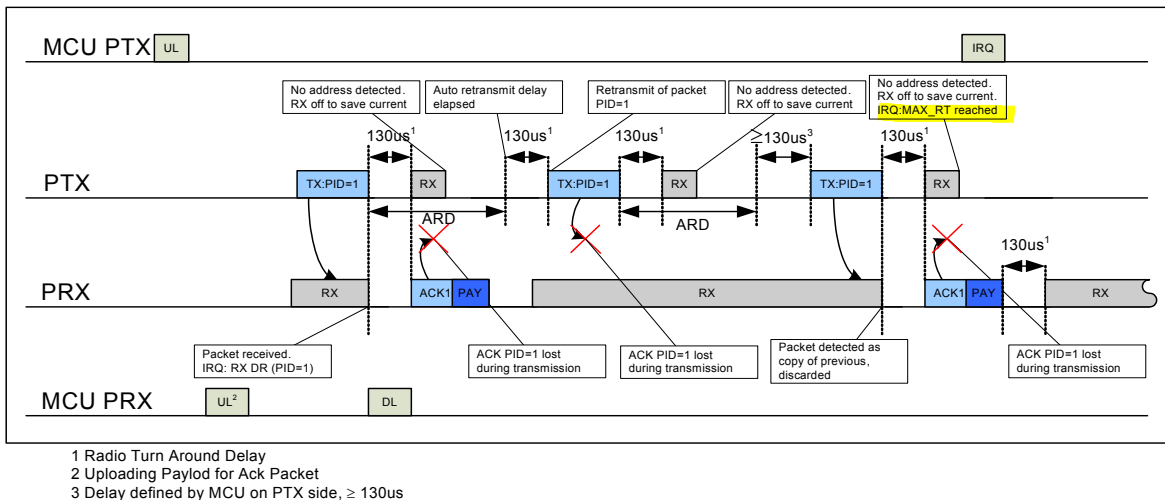 MCU PTX
UL
IRQ
No address detected.
RX off to save current
Auto retransmit delay
elapsed
Retransmit of packet
PID=1
No address detected.
RX off to save current
No address detected.
RX off to save current.
IRQ:MAX_RT reached
130us1
130us1
130us1
≥130us3
130us1
PTX
TX:PID=1
RX
TX:PID=1
RX
TX:PID=1
RX
ARD
ARD
130us1
PRX
RX
ACK1
PAY
RX
ACK1
PAY
RX
Packet received.
IRQ: RX DR (PID=1)
ACK PID=1 lost
during transmission
ACK PID=1 lost
during transmission
Packet detected as
copy of previous,
discarded
ACK PID=1 lost
during transmission
MCU PRX
UL2
DL
1 Radio Turn Around Delay
2 Uploading Paylod for Ack Packet
3 Delay defined by MCU on PTX side, ≥ 130us